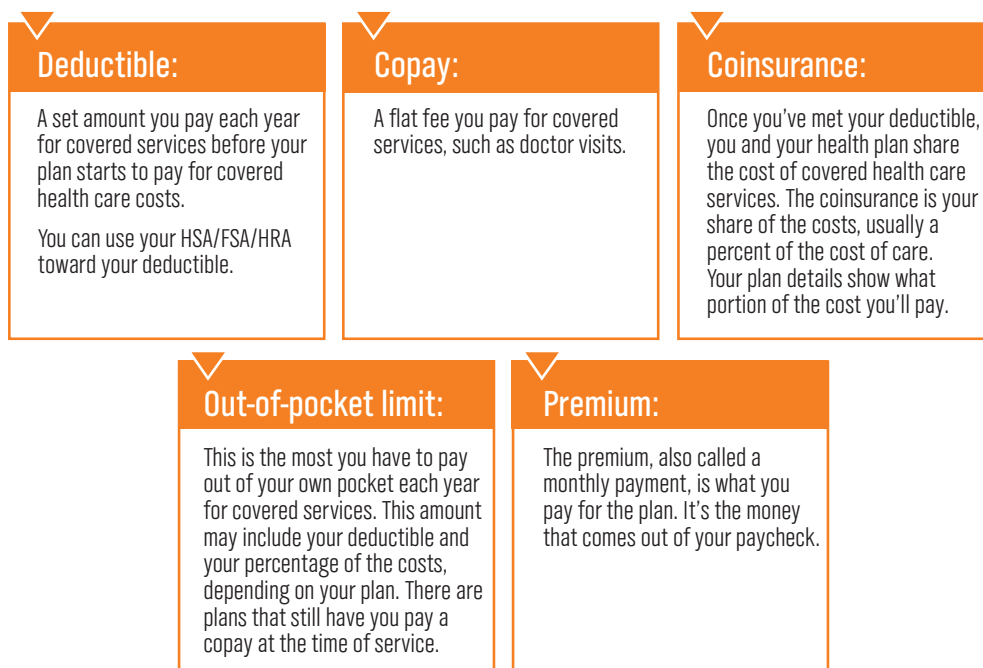 Deductible:
A set amount you pay each year
for covered services before your
plan starts to pay for covered
health care costs.
You can use your HSA/FSA/HRA
toward your deductible.
Copay:
A flat fee you pay for covered
services, such as doctor visits.
Coinsurance:
Once you’ve met your deductible,
you and your health plan share
the cost of covered health care
services. The coinsurance is your
share of the costs, usually a
percent of the cost of care.
Your plan details show what
portion of the cost you’ll pay.
Out-of-pocket limit:
This is the most you have to pay
out of your own pocket each year
for covered services. This amount
may include your deductible and
your percentage of the costs,
depending on your plan. There are
plans that still have you pay a
copay at the time of service.
Premium:
The premium, also called a
monthly payment, is what you
pay for the plan. It’s the money
that comes out of your paycheck.